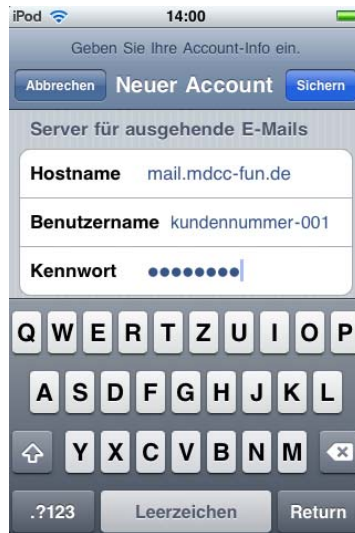 iPod 14:00
Geben Sie Ihre Account-Info ein.
Abbrechen Neuer Account Sichern
Server für ausgehende E-Mails
Hostname mail.mdcc-fun.de
Benutzername kundennummer-001
Kennwort ••••••••
Q W E R T Z U I O P
A S D F G H J K L
Y X C V B N M
.?123 Leerzeichen Return